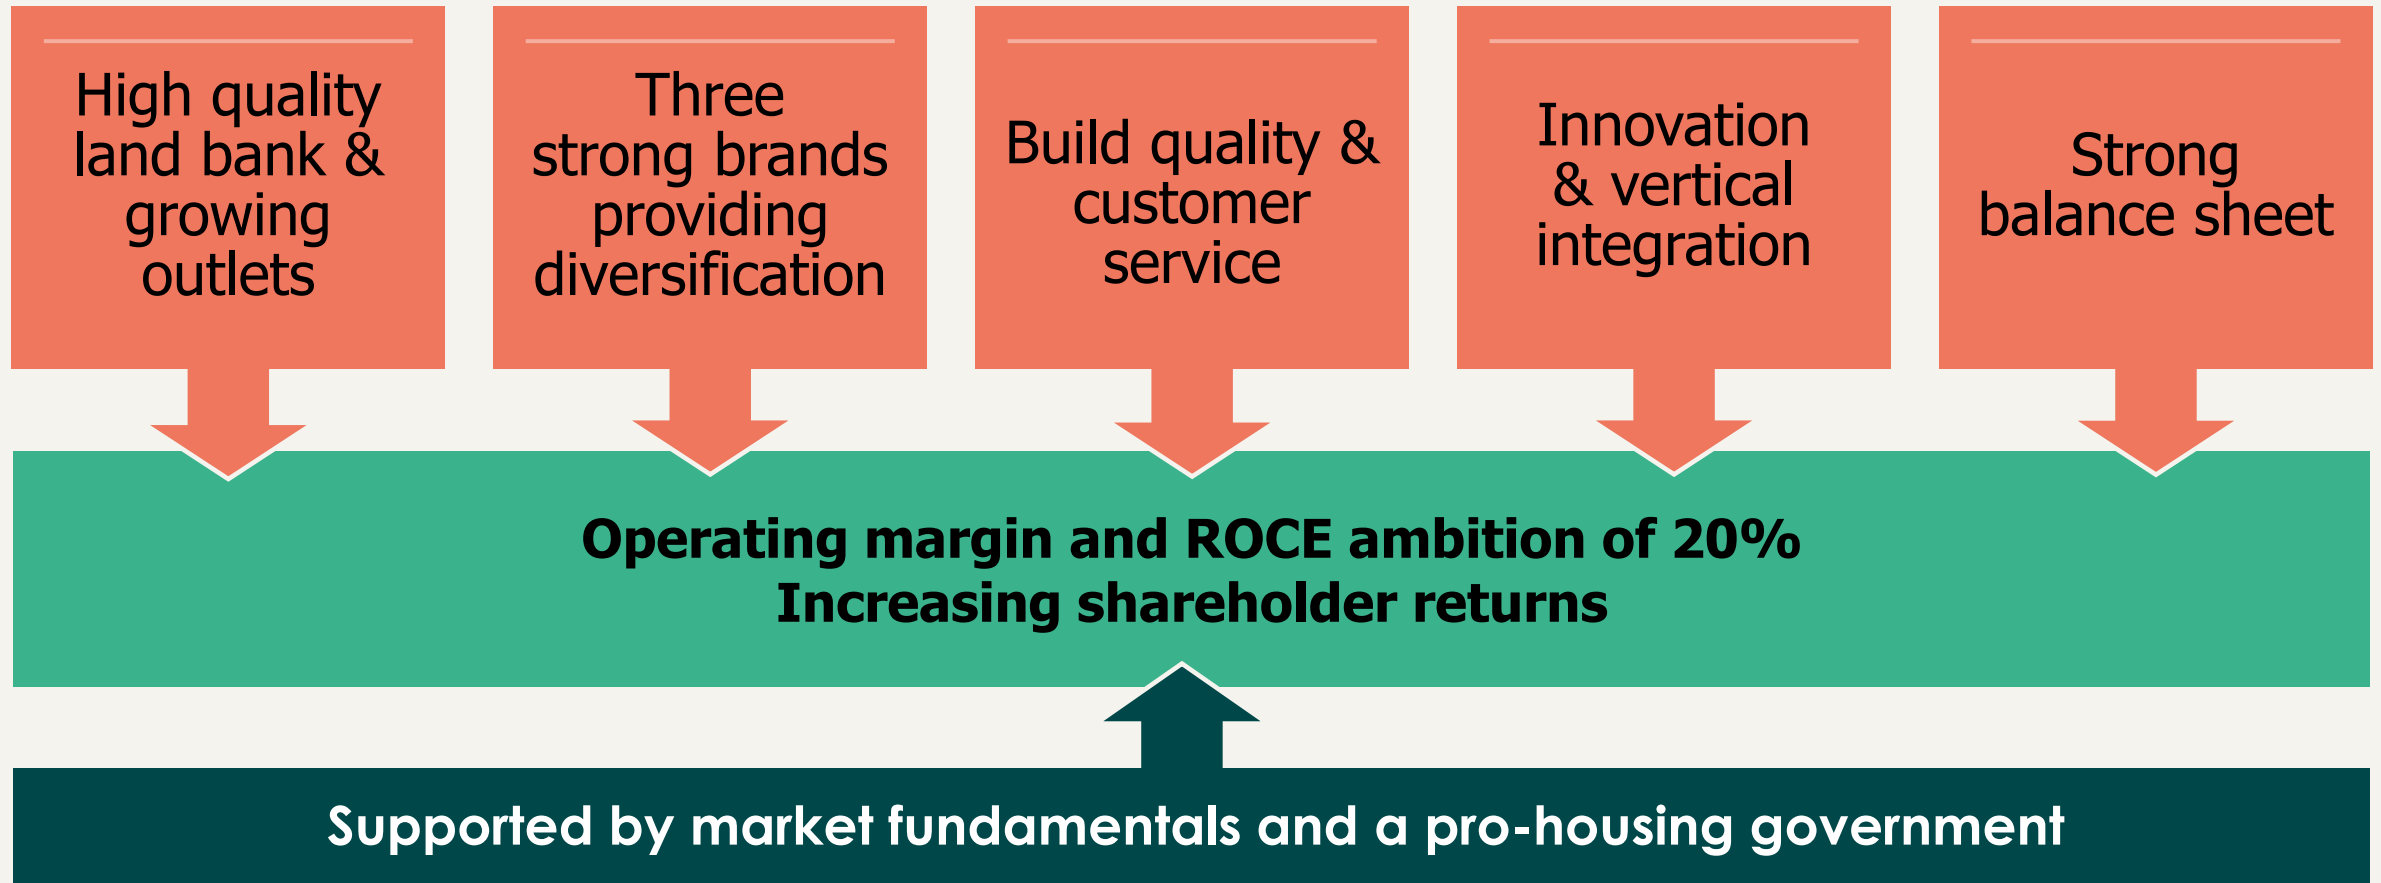 High quality
land bank &
growing
outlets
Three
strong brands
providing
diversification
Build quality &
customer
service
Innovation
& vertical
integration
Strong
balance sheet
Operating margin and ROCE ambition of 20%
Increasing shareholder returns
Supported by market fundamentals and a pro-housing government